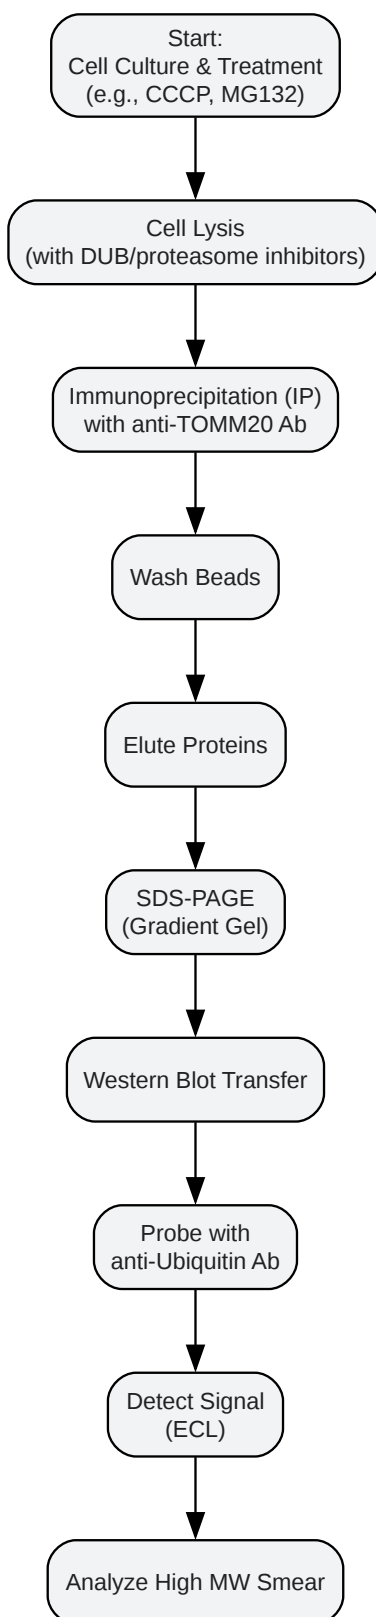 Start:
Cell Culture & Treatment
(e.g., CCCP, MG132)
Cell Lysis
(with DUB/proteasome inhibitors)
Immunoprecipitation (IP)
with anti-TOMM20 Ab
Wash Beads
Elute Proteins
SDS-PAGE
(Gradient Gel)
Western Blot Transfer
Probe with
anti-Ubiquitin Ab
Detect Signal
(ECL)
Analyze High MW Smear